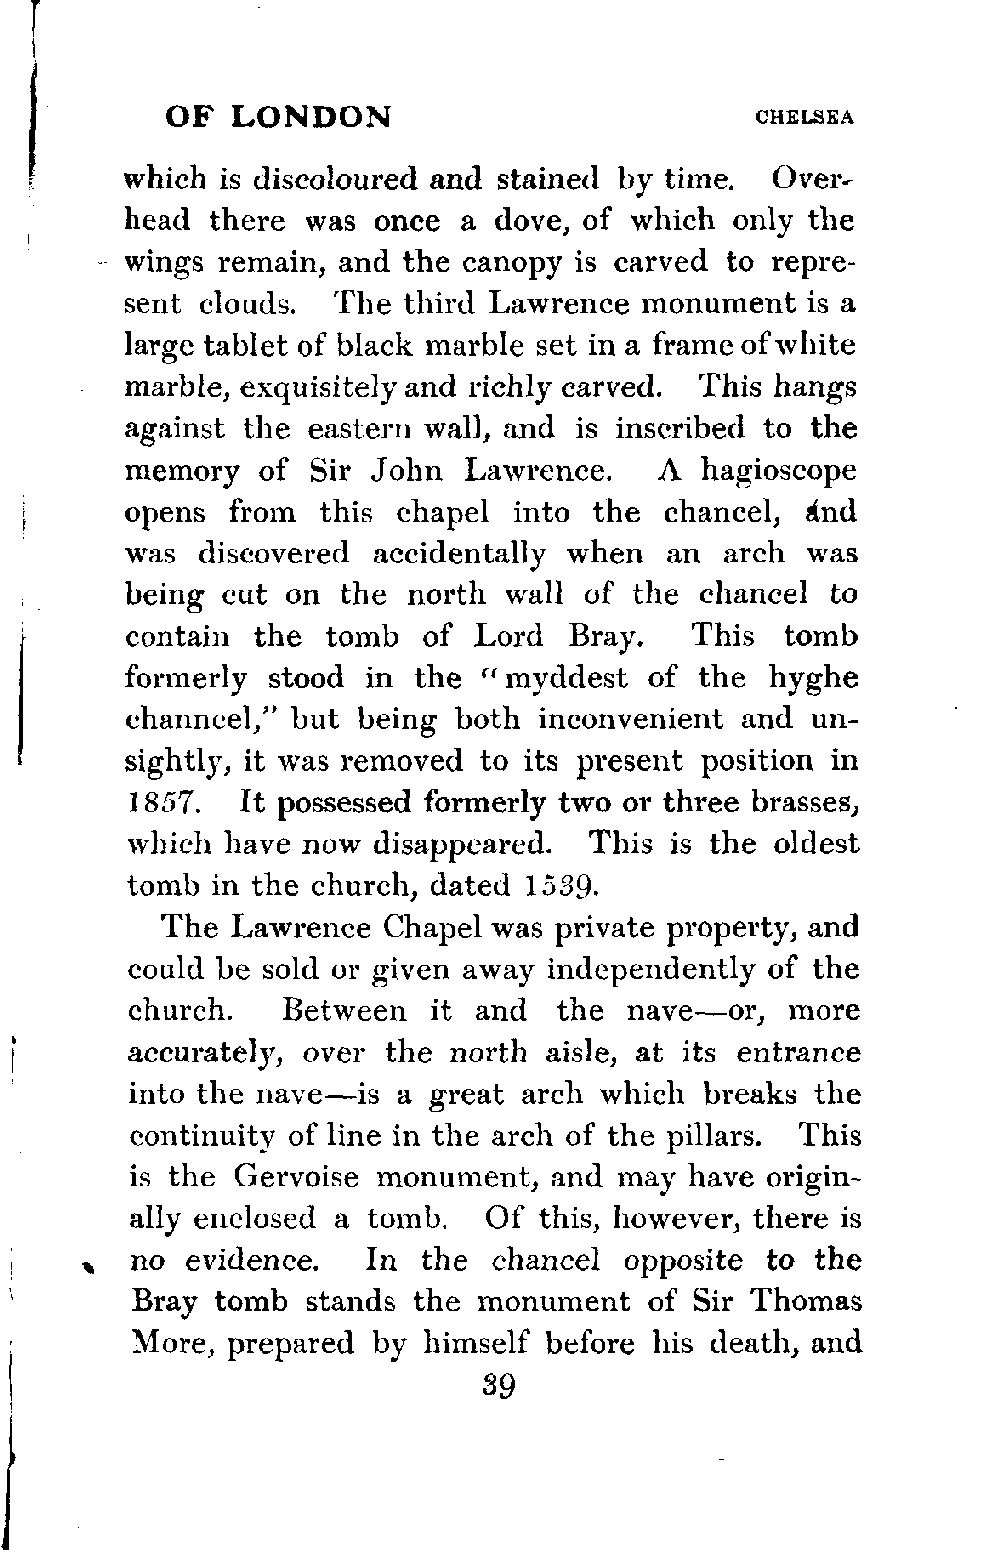 OF LONDON CHELSEA
which is discoloured and stained by time. Over-
head there was once a dove, of which only the
wings remain, and the canopy is carved to repre-
sent clouds. The third Lawrence monument is a
large tablet of black marble set in a frame of white
marble, exquisitely and richly carved. This hangs
against the eastern wall, and is inscribed to the
memory of Sir John Lawrence. A hagioscope
opens from this chapel into the chancel, and
was discovered accidentally when an arch was
being cut on the north wall of the chancel to
contain the tomb of Lord Bray. This tomb
formerly stood in the "myddest of the hyghe
channcel," but being both inconvenient and un-
sightly, it was removed to its present position in
1857. It possessed formerly two or three brasses,
which have now disappeared. This is the oldest
tomb in the church, dated 1539.
The Lawrence Chapel was private property, and
could be sold or given away independently of the
church. Between it and the nave—or, more
accurately, over the north aisle, at its entrance
into the nave—is a great arch which breaks the
continuity of line in the arch of the pillars. This
is the Gervoise monument, and may have origin-
ally enclosed a tomb. Of this, however, there is
no evidence. In the chancel opposite to the
Bray tomb stands the monument of Sir Thomas
More, prepared by himself before his death, and
39